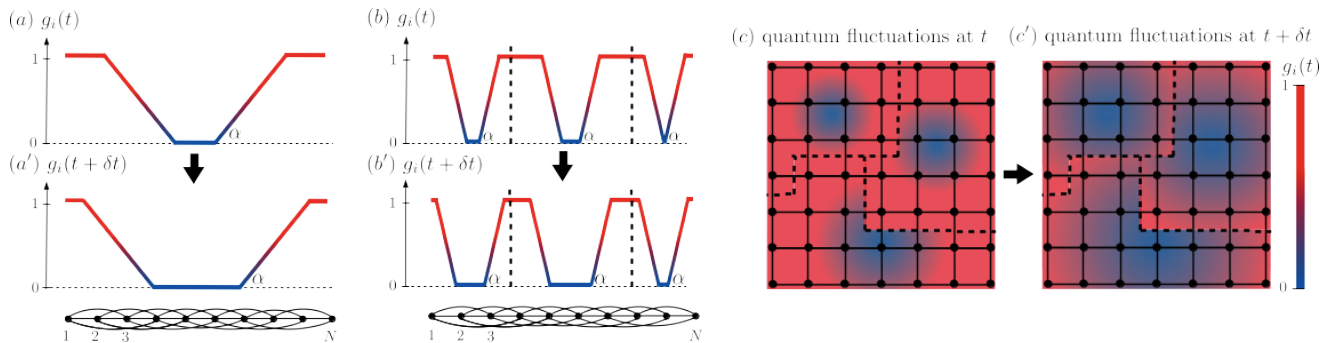 (a) g_i(t)
1
0
α
(a′) g_i(t + δt)
1
0
α
1 2 3 N
(b) g_i(t)
1
0
α α α
(b′) g_i(t + δt)
1
0
α α α
1 2 3 N
(c) quantum fluctuations at t
(c′) quantum fluctuations at t + δt
g_i(t)
1
0